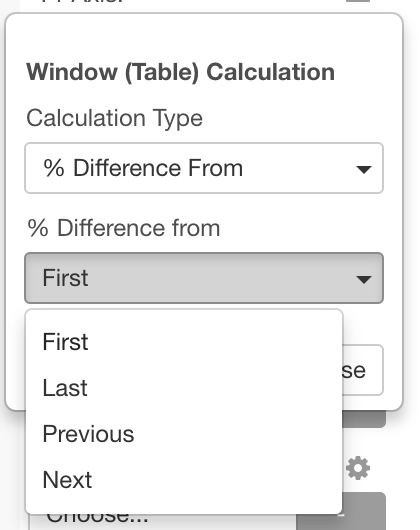 Window (Table) Calculation
Calculation Type
% Difference From
% Difference from
First
First
Last
Previous
Next
se
Choose...